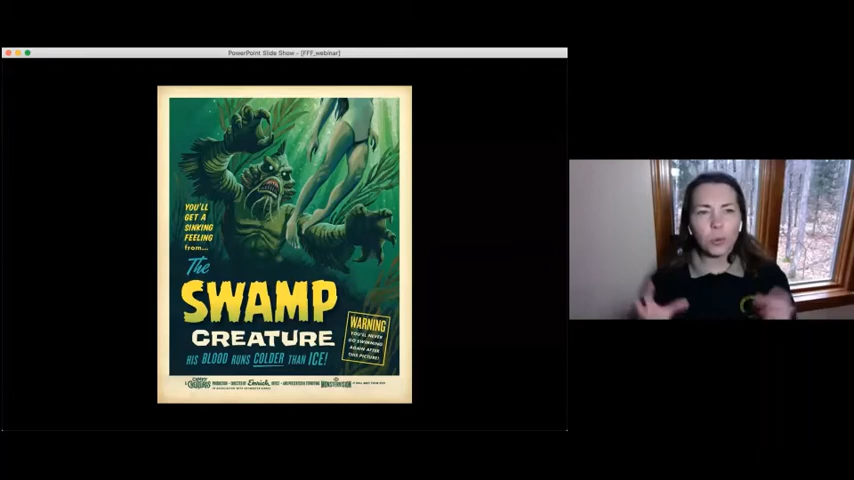 PowerPoint Slide Show - [FFF_webinar]
YOU'LL
GET A
SINKING
FEELING
from...
The
SWAMP
CREATURE
HIS BLOOD RUNS COLDER THAN ICE!
WARNING
YOU'LL NEVER
GO SWIMMING
AGAIN AFTER
THIS PICTURE!